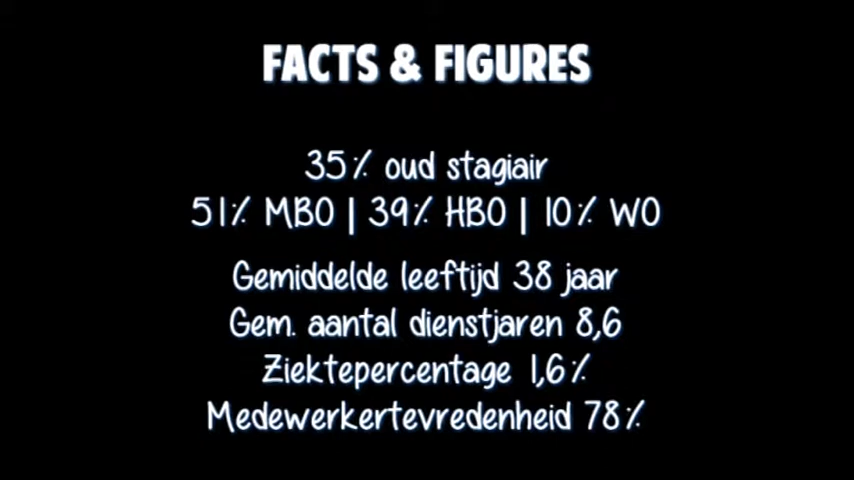 FACTS & FIGURES
35% oud stagiair
51% MBO | 39% HBO | 10% WO
Gemiddelde leeftijd 38 jaar
Gem. aantal dienstjaren 8,6
Ziektepercentage 1,6%
Medewerkertevredenheid 78%